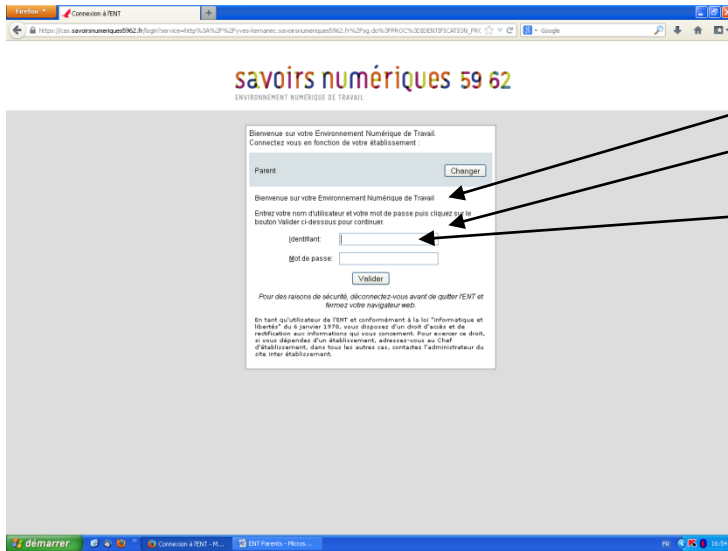 Firefox
Connexion à l'ENT
https://cas.savoirsnumeriques5962.fr/login?service=http%3A%2F%2Fyves-kernanec.savoirsnumeriques5962.fr%2Fsg.do%3FPROC%3DIDENTIFICATION_FRC
Google
savoirs numériques 59 62
ENVIRONNEMENT NUMÉRIQUE DE TRAVAIL
Bienvenue sur votre Environnement Numérique de Travail.
Connectez vous en fonction de votre établissement :
Parent
Changer
Bienvenue sur votre Environnement Numérique de Travail
Entrez votre nom d'utilisateur et votre mot de passe puis cliquez sur le
bouton Valider ci-dessous pour continuer.
Identifiant:
Mot de passe:
Valider
Pour des raisons de sécurité, déconnectez-vous avant de quitter l'ENT et
fermez votre navigateur web.
En tant qu'utilisateur de l'ENT et conformément à la loi "informatique et
libertés" du 6 janvier 1978, vous disposez d'un droit d'accès et de
rectification aux informations qui vous concernent. Pour exercer ce droit,
si vous dépendez d'un établissement, adressez-vous au Chef
d'établissement, dans tous les autres cas, contactez l'administrateur du
site inter établissement.
démarrer
Connexion à l'ENT - M...
ENT Parents - Micros...
FR
16:54